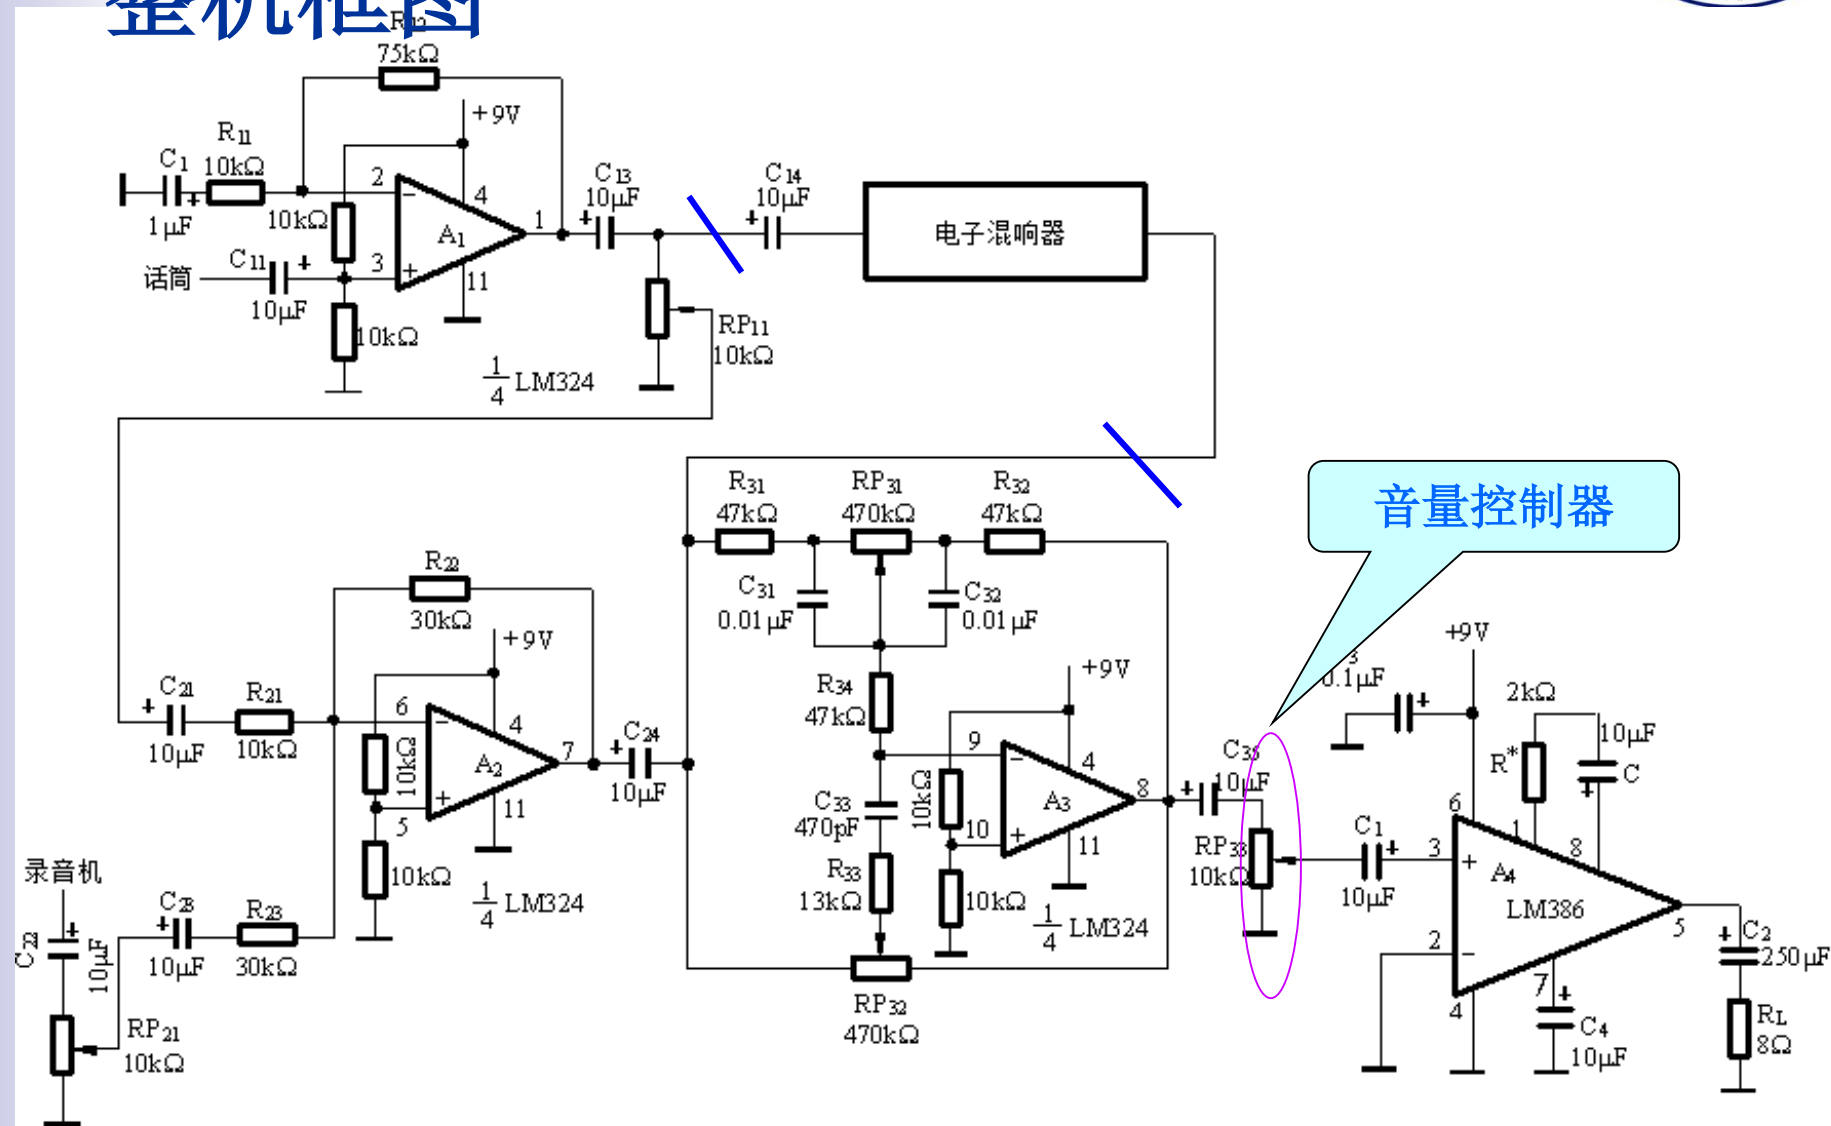 整机框图
R12
75kΩ
+9V
R11
10kΩ
C1
1μF
2
4
10kΩ
A1
1
C11
3
11
话筒
10μF
10kΩ
1/4 LM324
C13
10μF
C14
10μF
电子混响器
RP11
10kΩ
音量控制器
R31
47kΩ
RP31
470kΩ
R32
47kΩ
C31
0.01μF
C32
0.01μF
R22
30kΩ
+9V
C21
10μF
R21
10kΩ
6
4
10kΩ
A2
7
5
11
10kΩ
1/4 LM324
C24
10μF
R34
47kΩ
+9V
9
4
10kΩ
A3
8
10
11
C33
470pF
R33
13kΩ
10kΩ
1/4 LM324
RP32
470kΩ
录音机
C22
10μF
C23
10μF
R23
30kΩ
RP21
10kΩ
C35
10μF
RP33
10kΩ
+9V
3
0.1μF
2kΩ
R*
10μF
C
C1
10μF
6
1
8
3
A4
LM386
2
5
7
4
C4
10μF
C2
250μF
RL
8Ω